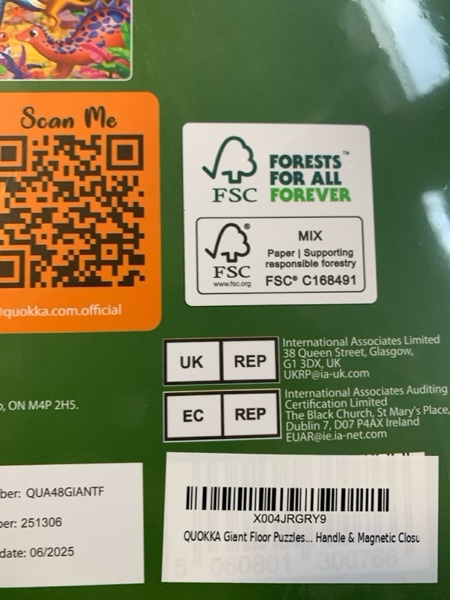 Scan Me
quokka.com.official
FSC
FORESTS™
FOR ALL
FOREVER
FSC®
www.fsc.org
MIX
Paper | Supporting
responsible forestry
FSC® C168491
UK REP
International Associates Limited
38 Queen Street, Glasgow,
G1 3DX, UK
UKRP@ia-uk.com
EC REP
International Associates Auditing
Certification Limited
The Black Church, St Mary's Place,
Dublin 7, D07 P4AX Ireland
EUAR@ie.ia-net.com
, ON M4P 2H5.
ber: QUA48GIANTF
ber: 251306
date: 06/2025
X004JRGRY9
QUOKKA Giant Floor Puzzles... Handle & Magnetic Closu
5 060801 300766